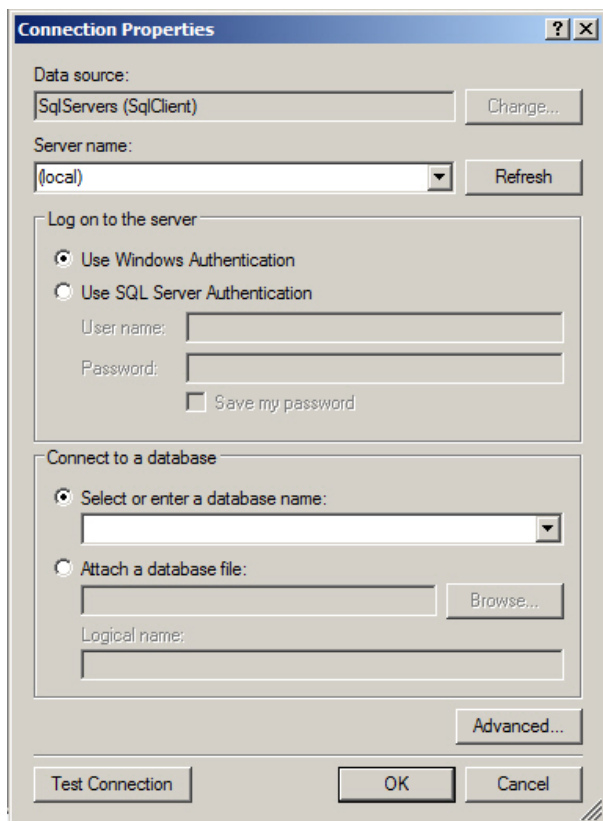 Connection Properties
Data source:
SqlServers (SqlClient)
Change...
Server name:
(local)
Refresh
Log on to the server
Use Windows Authentication
Use SQL Server Authentication
User name:
Password:
Save my password
Connect to a database
Select or enter a database name:
Attach a database file:
Browse...
Logical name:
Advanced...
Test Connection
OK
Cancel